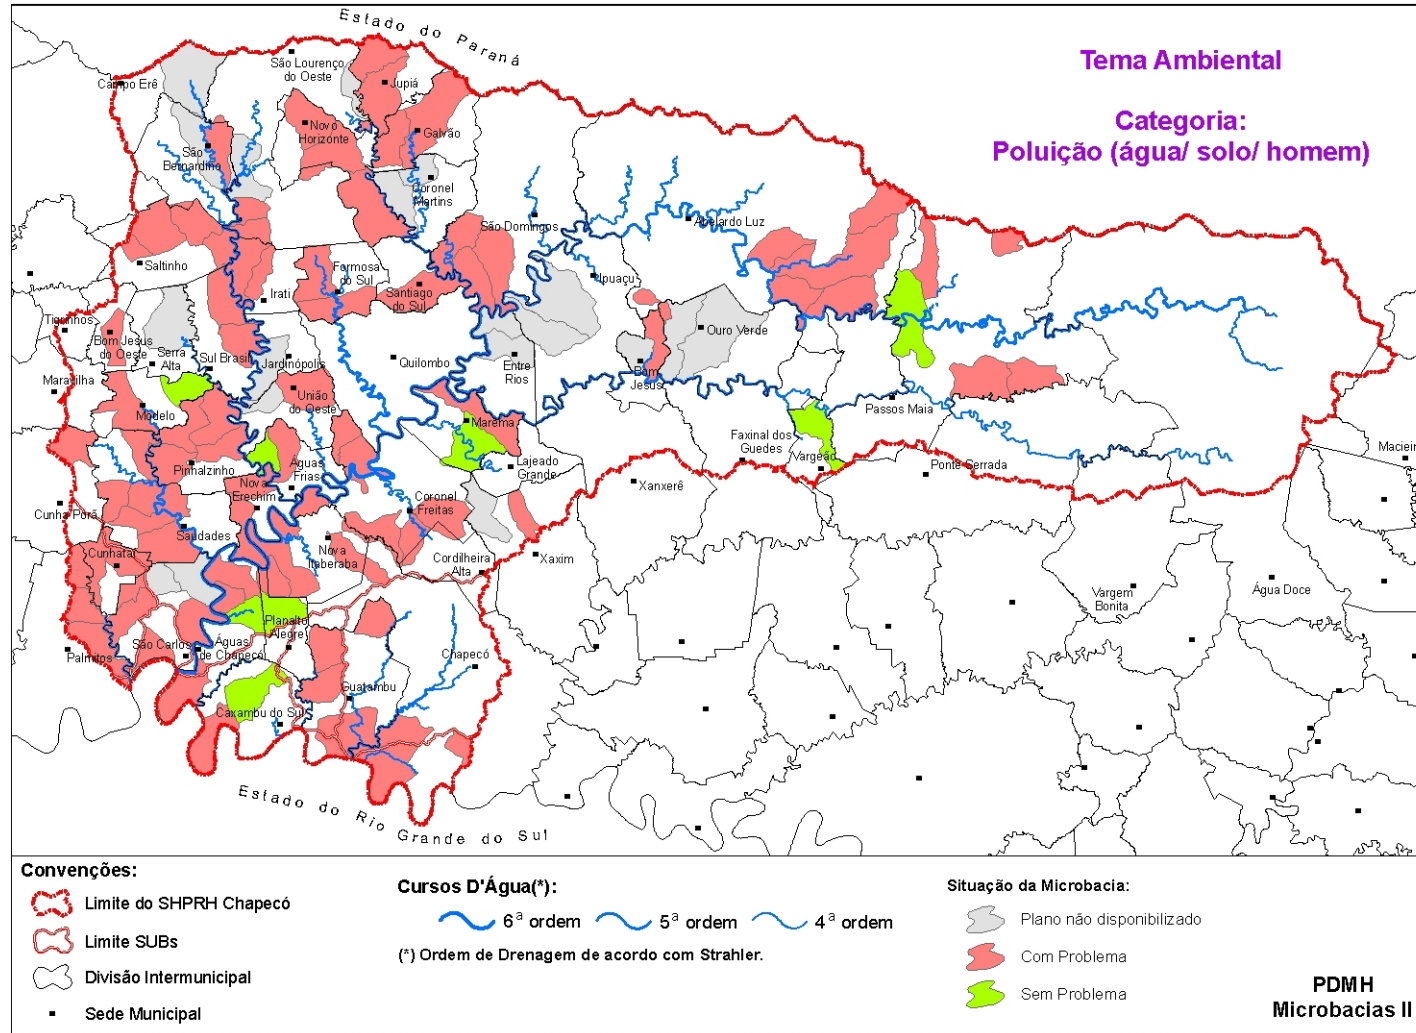 Estado do Paraná
Tema Ambiental
Categoria:
Poluição (água/ solo/ homem)
Campo Erê
São Lourenço
do Oeste
Jupiá
Novo
Horizonte
Galvão
São
Bernardino
Coronel
Martins
São Domingos
Abelardo Luz
Saltinho
Formosa
do Sul
Ipuaçu
Santiago
do Sul
Irati
Tigrinhos
Bom Jesus
do Oeste
Serra
Alta
Sul Brasil
Jardinópolis
Quilombo
Entre
Rios
Ouro Verde
Bom
Jesus
Maravilha
Modelo
União
do Oeste
Marema
Passos Maia
Pinhalzinho
Águas
Frias
Lajeado
Grande
Faxinal dos
Guedes
Vargeão
Ponte Serrada
Macieir
Nova
Erechim
Coronel
Freitas
Xanxerê
Cunha Porã
Saudades
Nova
Itaberaba
Cordilheira
Alta
Xaxim
Cunhataí
Vargem
Bonita
Água Doce
Planalto
Alegre
São Carlos
Águas
de Chapecó
Palmitos
Chapecó
Guatambu
Caxambu do Sul
Estado do Rio Grande do Sul
Convenções:
Limite do SHPRH Chapecó
Limite SUBs
Divisão Intermunicipal
Sede Municipal
Cursos D'Água(*):
6ª ordem
5ª ordem
4ª ordem
(*) Ordem de Drenagem de acordo com Strahler.
Situação da Microbacia:
Plano não disponibilizado
Com Problema
Sem Problema
PDMH
Microbacias II